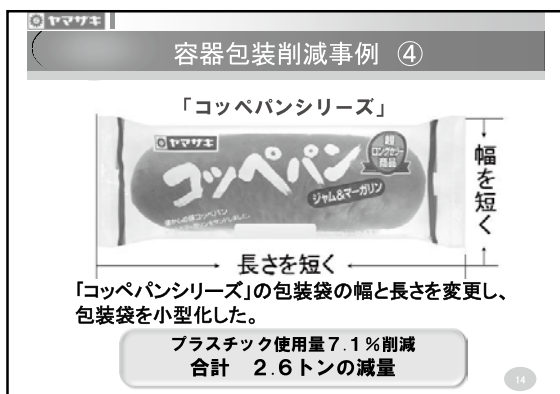 ヤマザキ
容器包装削減事例 ④
「コッペパンシリーズ」
ヤマザキ
超
ロングセラー
商品
コッペパン
ジャム&マーガリン
幅を短く
長さを短く
「コッペパンシリーズ」の包装袋の幅と長さを変更し、
包装袋を小型化した。
プラスチック使用量7.1%削減
合計 2.6トンの減量
14